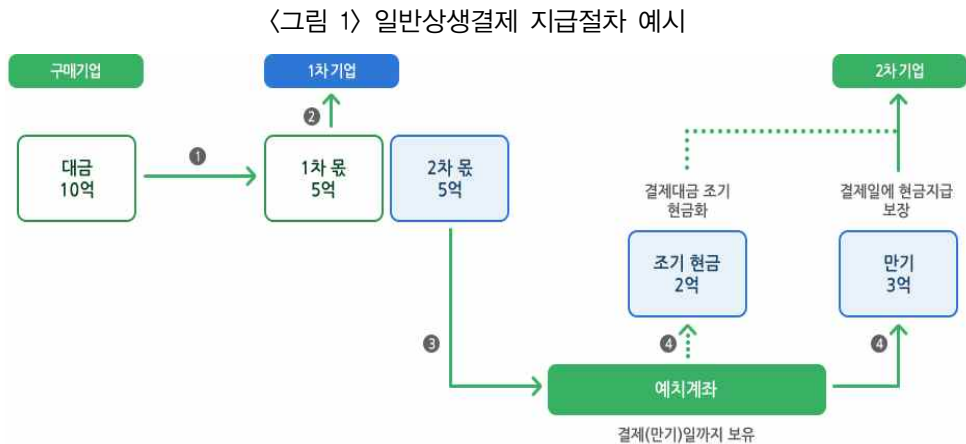 〈그림 1〉 일반상생결제 지급절차 예시
구매기업
1차기업
2차기업
❷
❶
대금
10억
1차 몫
5억
2차 몫
5억
결제대금 조기
현금화
결제일에 현금지급
보장
조기 현금
2억
만기
3억
❸
❹
❹
예치계좌
결제(만기)일까지 보유